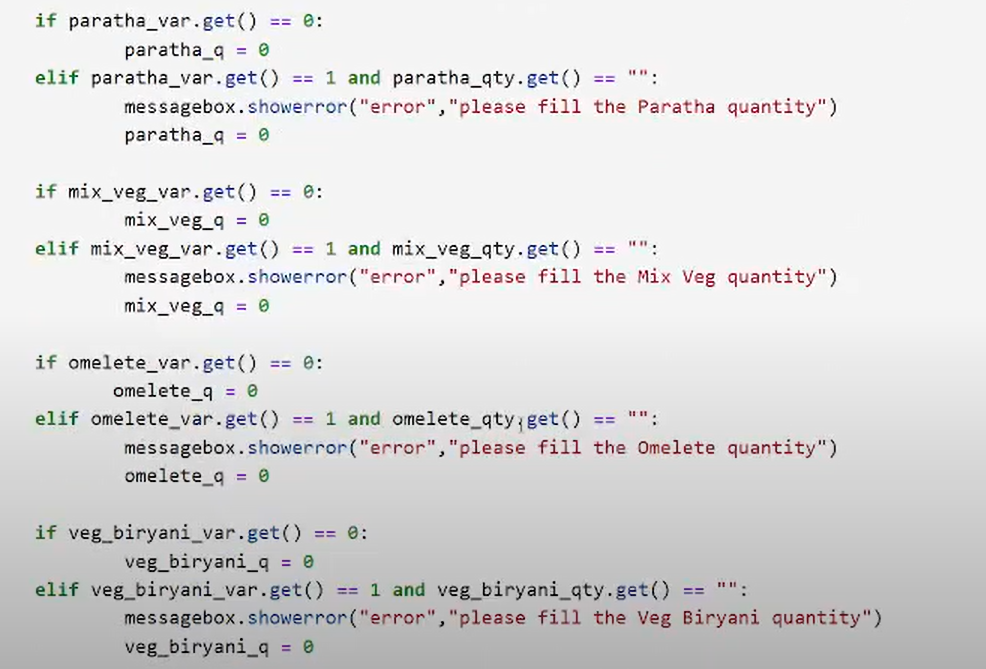 if paratha_var.get() == 0:
paratha_q = 0
elif paratha_var.get() == 1 and paratha_qty.get() == "":
messagebox.showerror("error","please fill the Paratha quantity")
paratha_q = 0
if mix_veg_var.get() == 0:
mix_veg_q = 0
elif mix_veg_var.get() == 1 and mix_veg_qty.get() == "":
messagebox.showerror("error","please fill the Mix Veg quantity")
mix_veg_q = 0
if omelete_var.get() == 0:
omelete_q = 0
elif omelete_var.get() == 1 and omelete_qty.get() == "":
messagebox.showerror("error","please fill the Omelete quantity")
omelete_q = 0
if veg_biryani_var.get() == 0:
veg_biryani_q = 0
elif veg_biryani_var.get() == 1 and veg_biryani_qty.get() == "":
messagebox.showerror("error","please fill the Veg Biryani quantity")
veg_biryani_q = 0